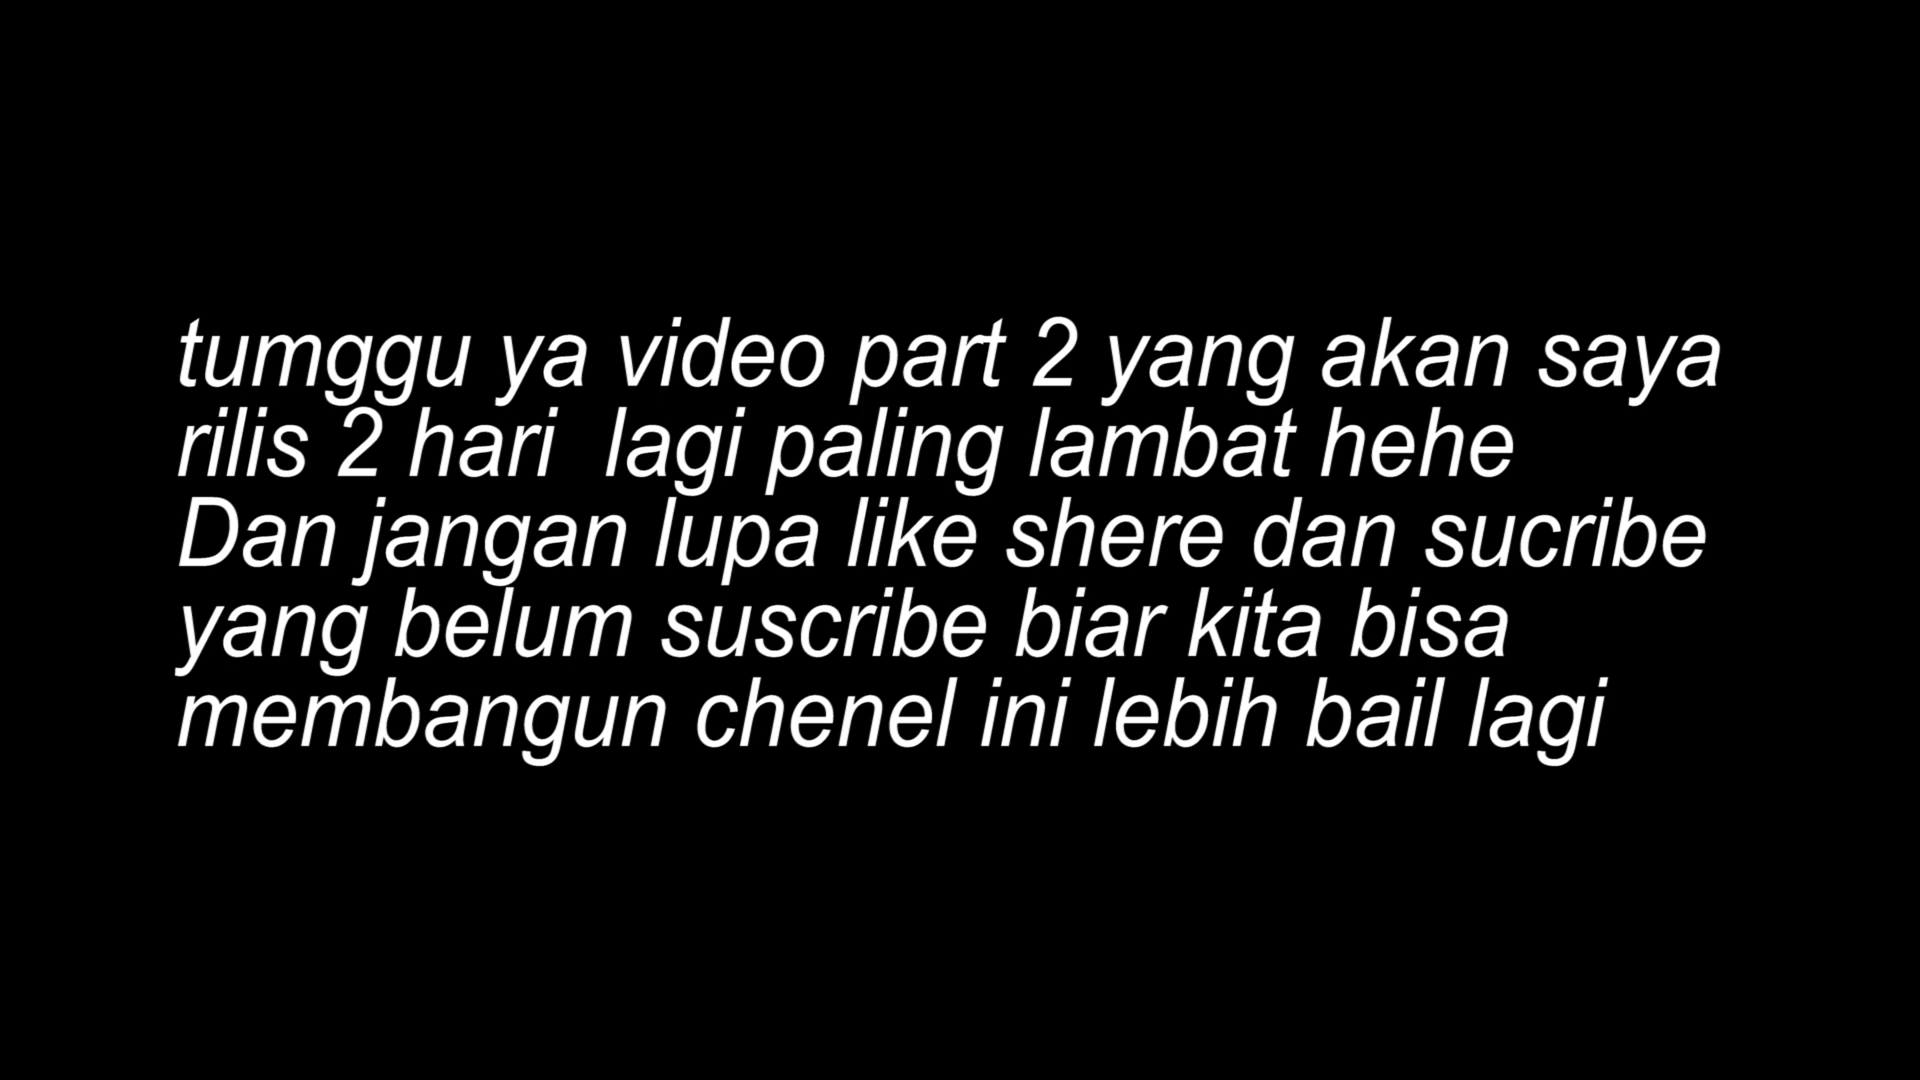 tumggu ya video part 2 yang akan saya
rilis 2 hari  lagi paling lambat hehe
Dan jangan lupa like shere dan sucribe
yang belum suscribe biar kita bisa
membangun chenel ini lebih bail lagi